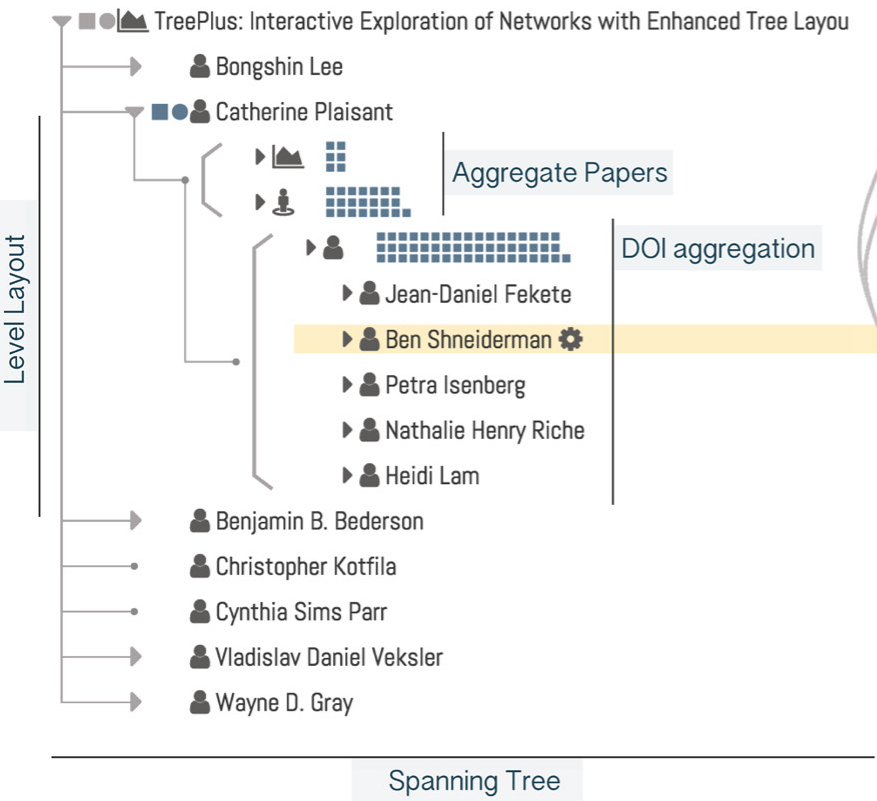 TreePlus: Interactive Exploration of Networks with Enhanced Tree Layou
Bongshin Lee
Catherine Plaisant
Aggregate Papers
DOI aggregation
Jean-Daniel Fekete
Ben Shneiderman
Petra Isenberg
Nathalie Henry Riche
Heidi Lam
Level Layout
Benjamin B. Bederson
Christopher Kotfila
Cynthia Sims Parr
Vladislav Daniel Veksler
Wayne D. Gray
Spanning Tree